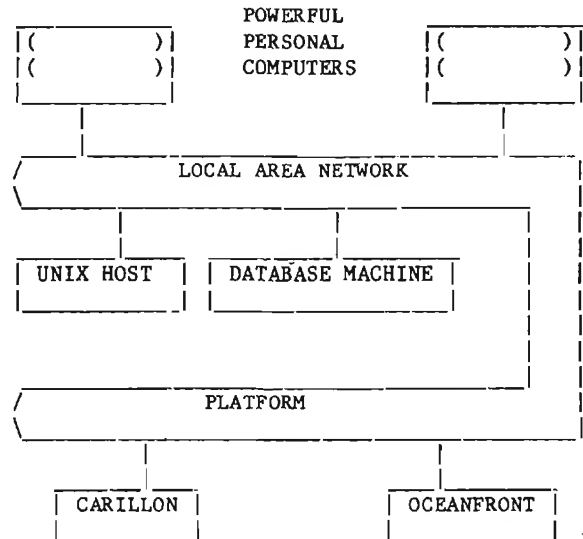 POWERFUL
PERSONAL
COMPUTERS
LOCAL AREA NETWORK
UNIX HOST
DATABASE MACHINE
PLATFORM
CARILLON
OCEANFRONT